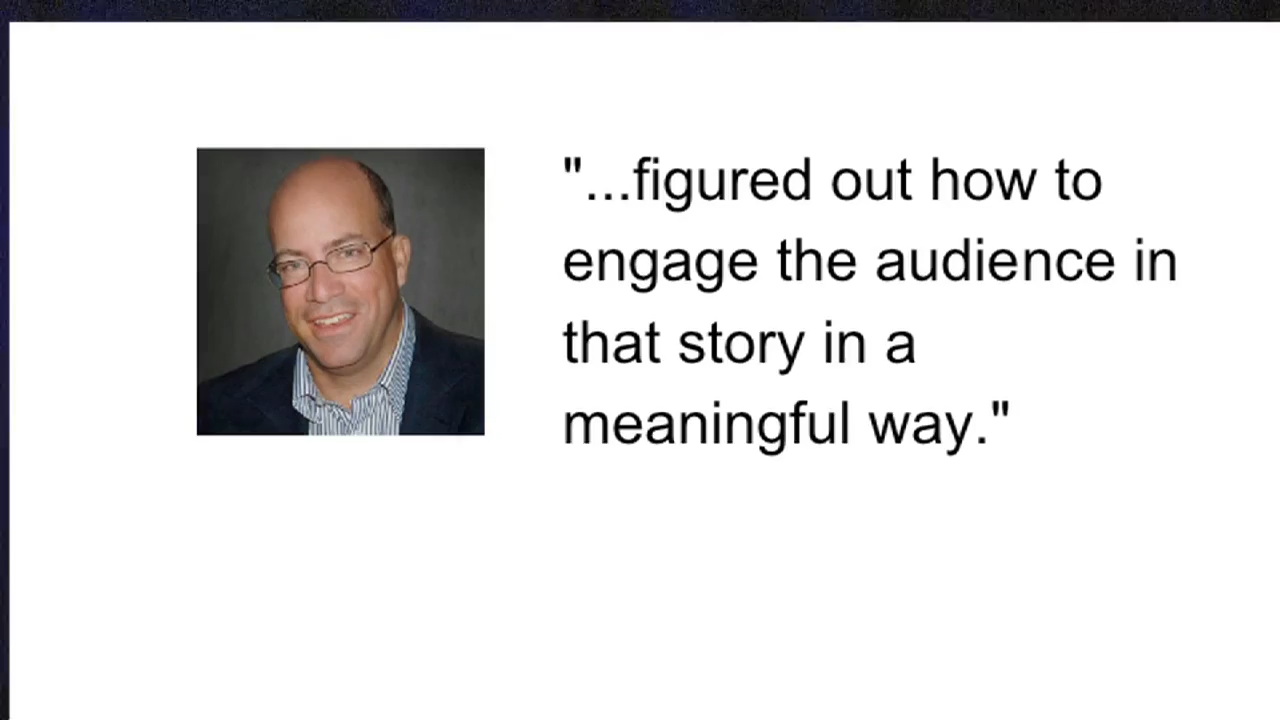 "...figured out how to
engage the audience in
that story in a
meaningful way."